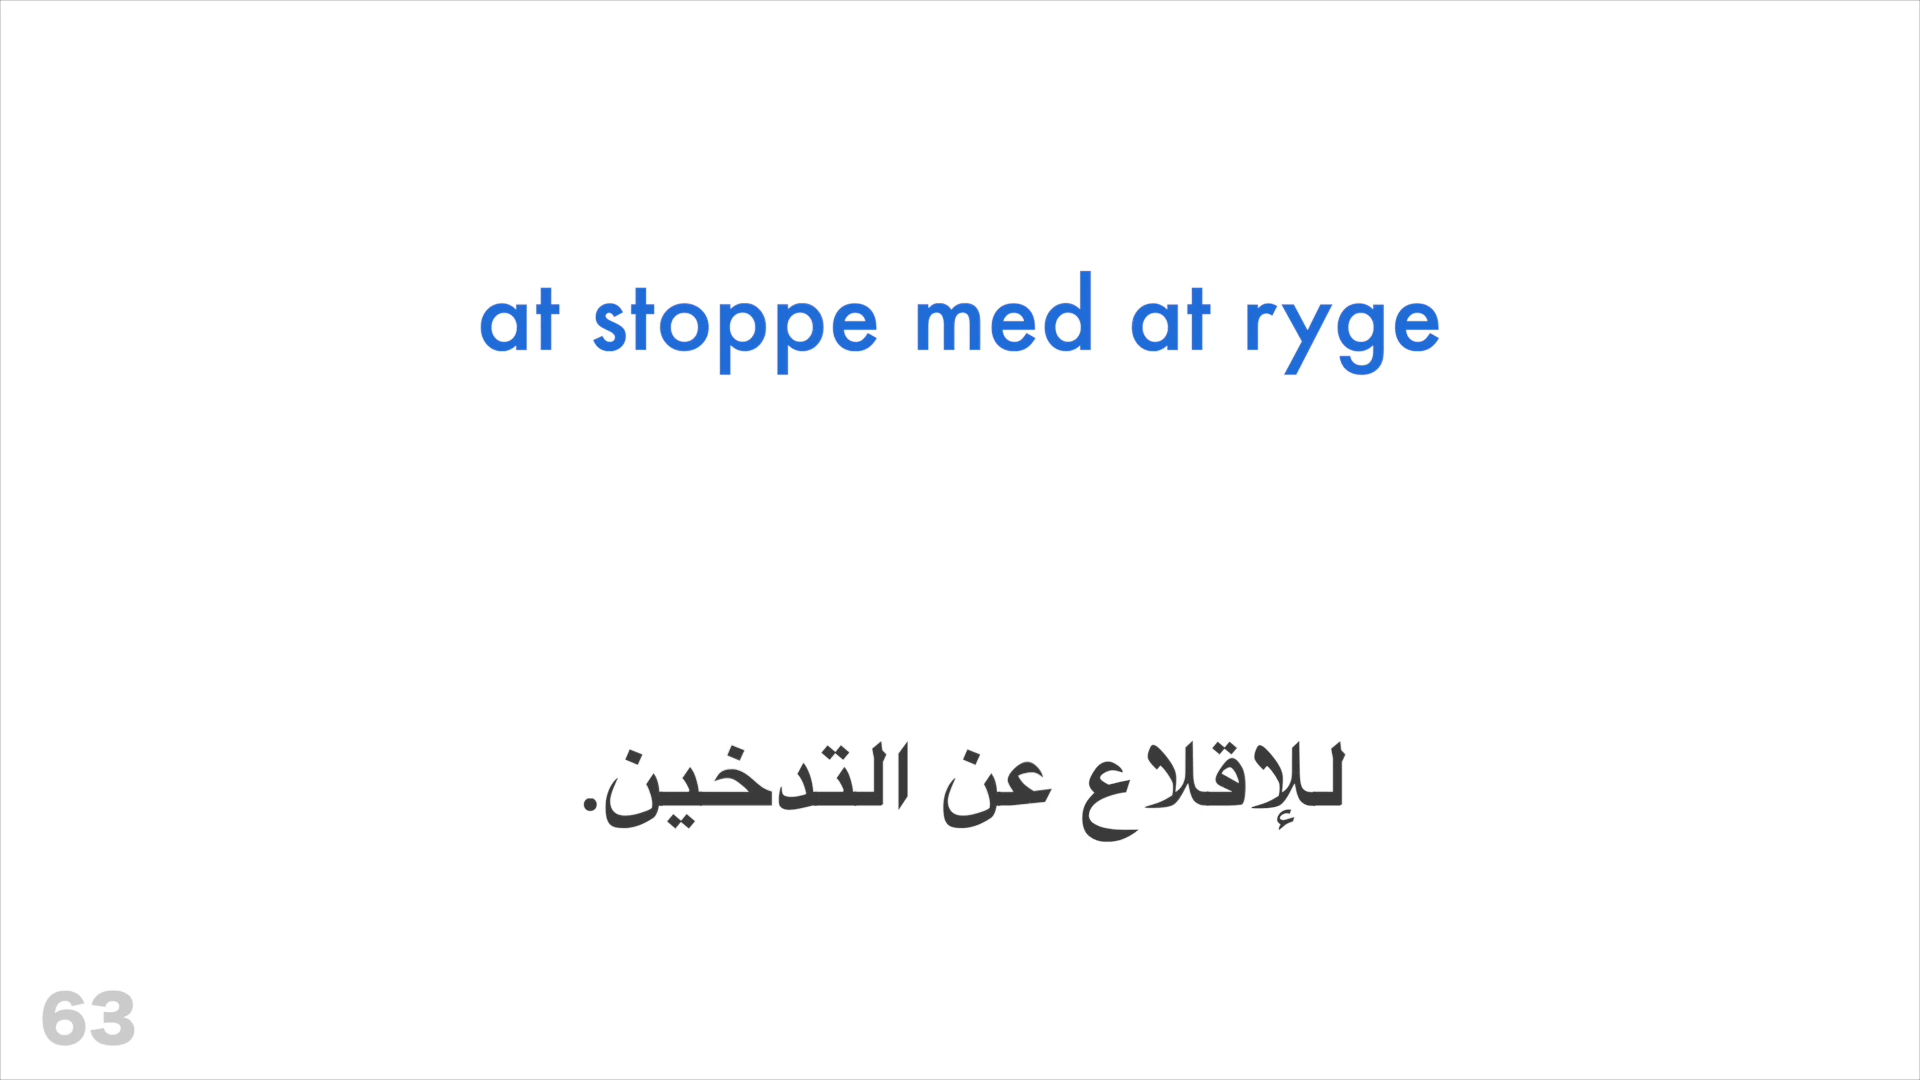 at stoppe med at ryge
للإقلاع عن التدخين.
63